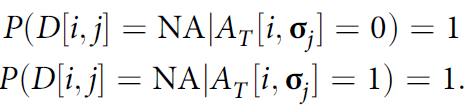 P(D[i, j] = NA|A_T[i, σ_j] = 0) = 1
P(D[i, j] = NA|A_T[i, σ_j] = 1) = 1.